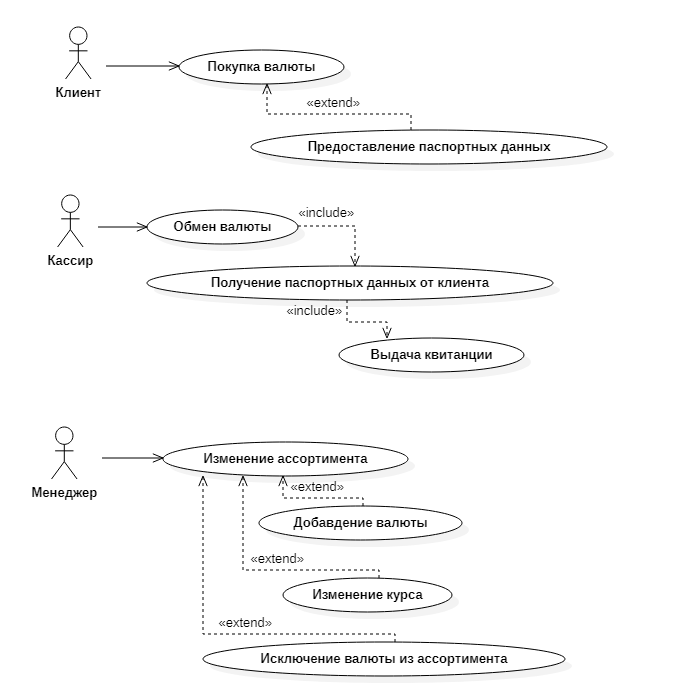 Покупка валюты
Клиент
«extend»
Предоставление паспортных данных
«include»
Обмен валюты
Кассир
Получение паспортных данных от клиента
«include»
Выдача квитанции
Изменение ассортимента
Менеджер
«extend»
Добавдение валюты
«extend»
Изменение курса
«extend»
Исключение валюты из ассортимента